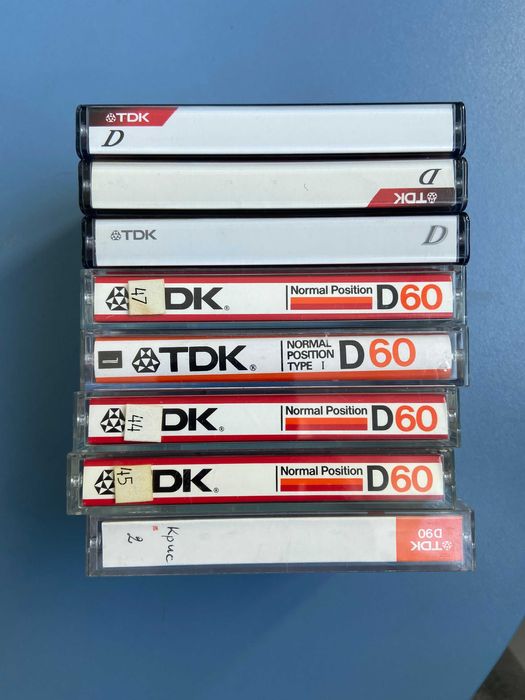 TDK
D
D
TDK
TDK D
47 DK® Normal Position D60
1 TDK® NORMAL POSITION TYPE I D60
44 DK® Normal Position D60
45 DK® Normal Position D60
Крис
2
TDK
D90